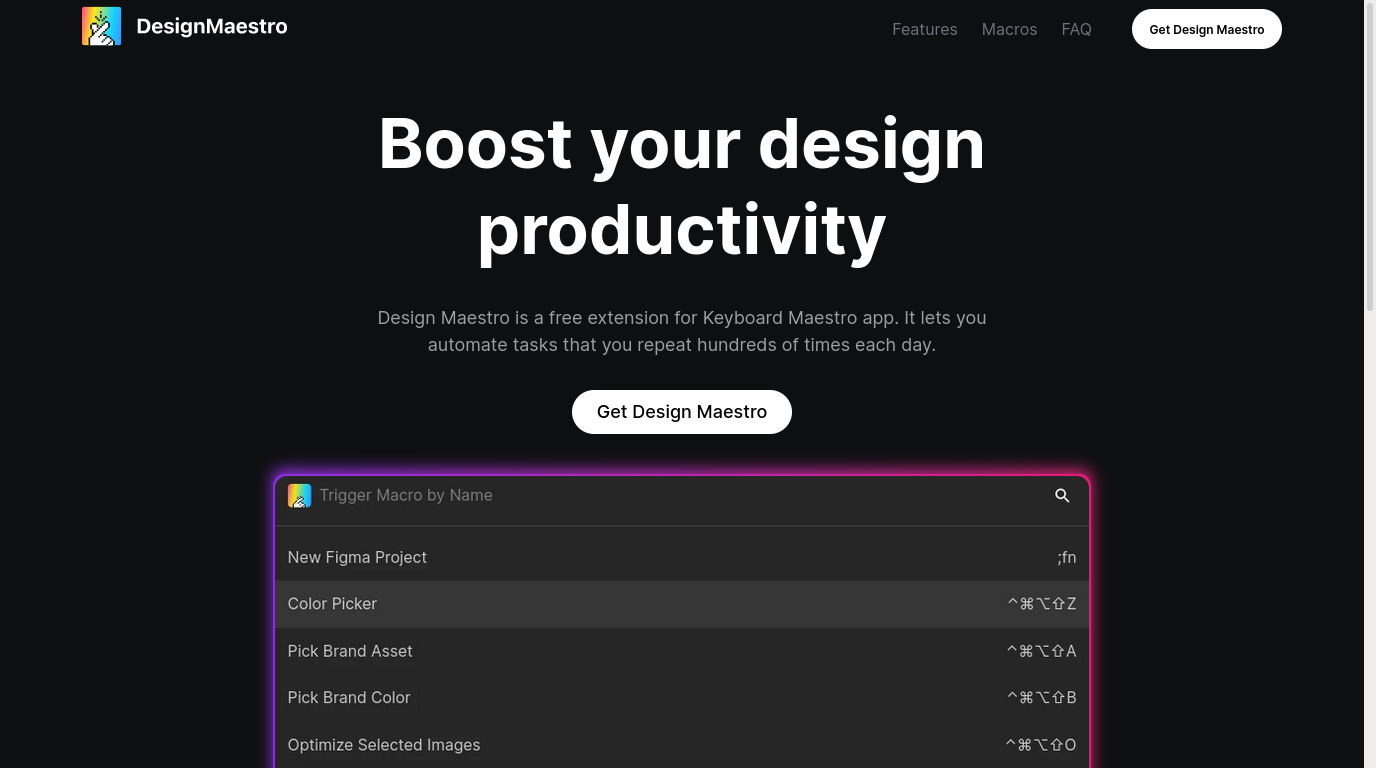 DesignMaestro
Features Macros FAQ Get Design Maestro
Boost your design
productivity
Design Maestro is a free extension for Keyboard Maestro app. It lets you
automate tasks that you repeat hundreds of times each day.
Get Design Maestro
Trigger Macro by Name
New Figma Project ;fn
Color Picker ^⌘⌥⇧Z
Pick Brand Asset ^⌘⌥⇧A
Pick Brand Color ^⌘⌥⇧B
Optimize Selected Images ^⌘⌥⇧O